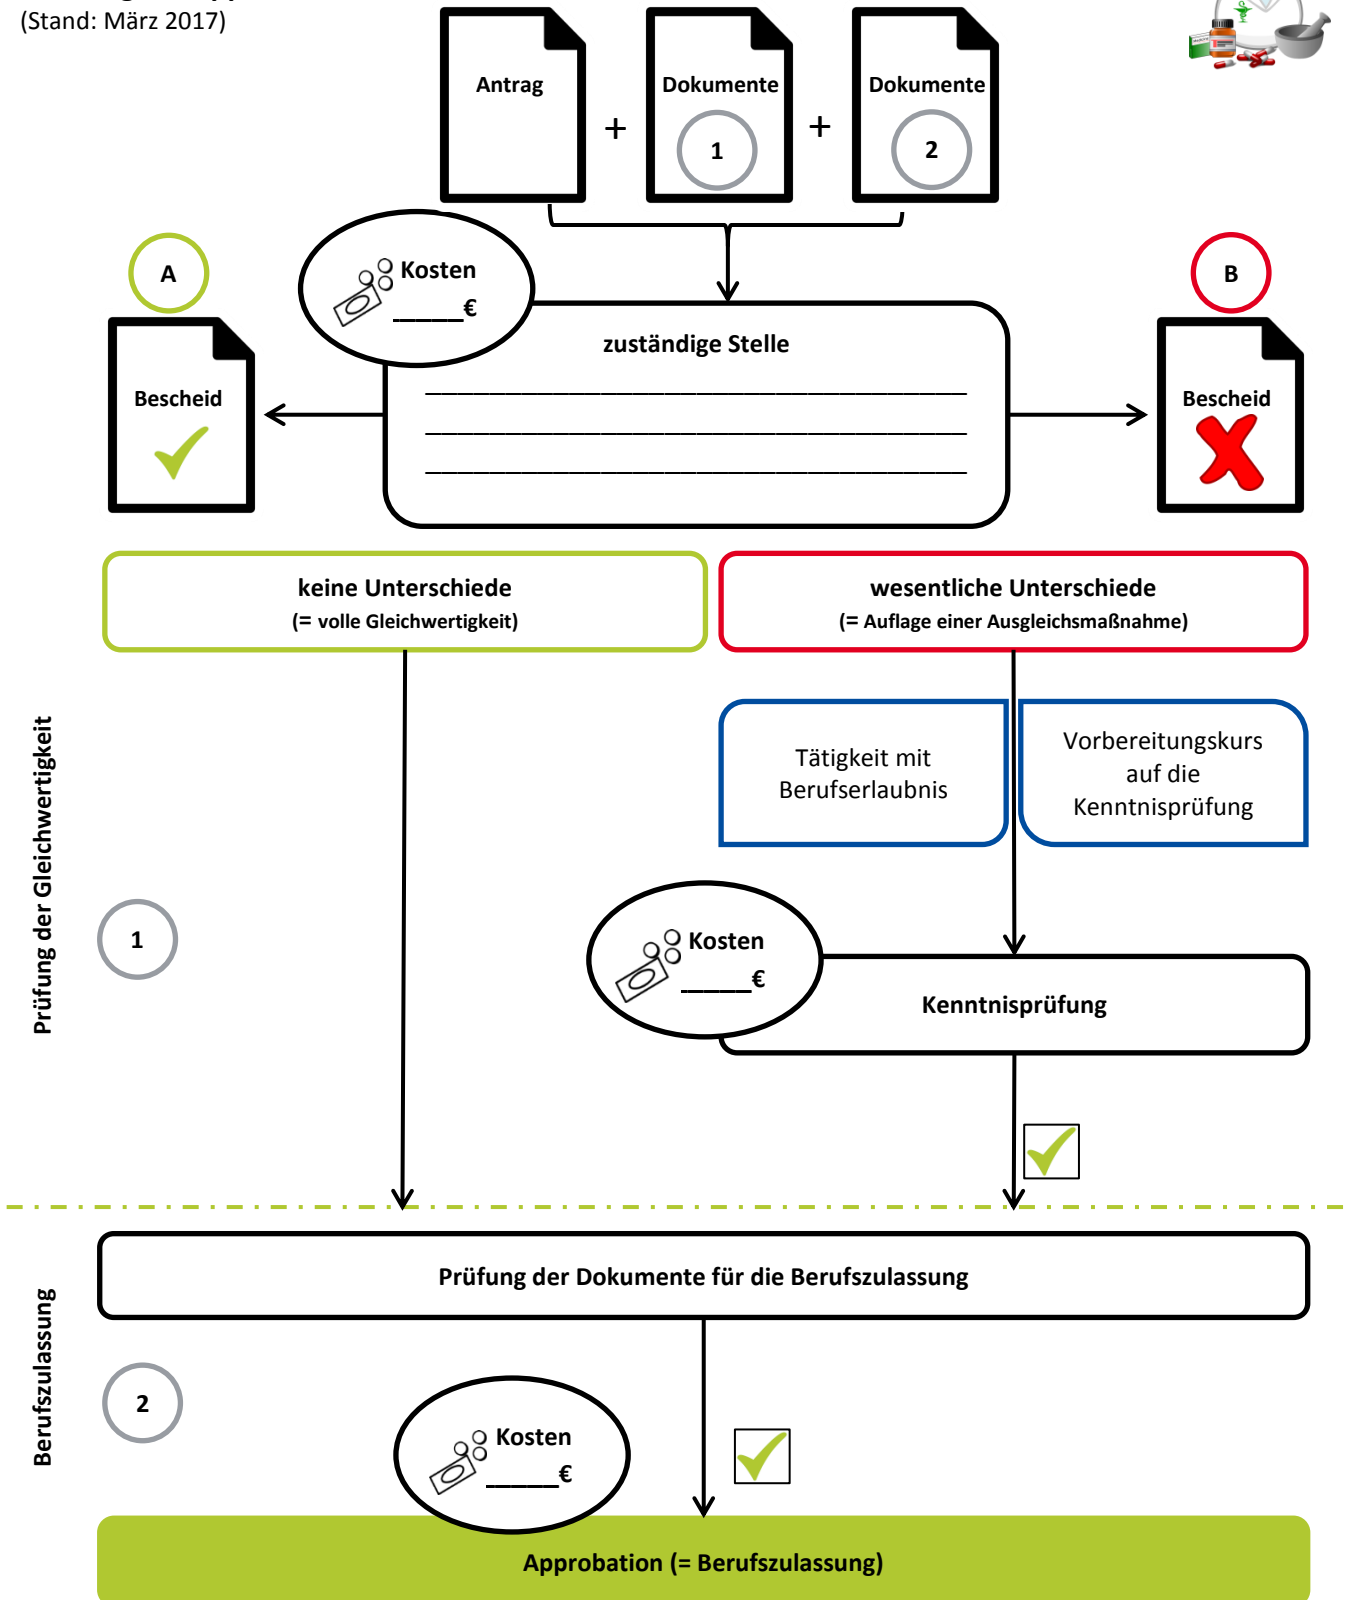 (Stand: März 2017)
Antrag
+
Dokumente
1
+
Dokumente
2
A
Kosten
______€
B
zuständige Stelle
Bescheid
Bescheid
keine Unterschiede
(= volle Gleichwertigkeit)
wesentliche Unterschiede
(= Auflage einer Ausgleichsmaßnahme)
Tätigkeit mit
Berufserlaubnis
Vorbereitungskurs
auf die
Kenntnisprüfung
Prüfung der Gleichwertigkeit
1
Kosten
______€
Kenntnisprüfung
Prüfung der Dokumente für die Berufszulassung
Berufszulassung
2
Kosten
______€
Approbation (= Berufszulassung)